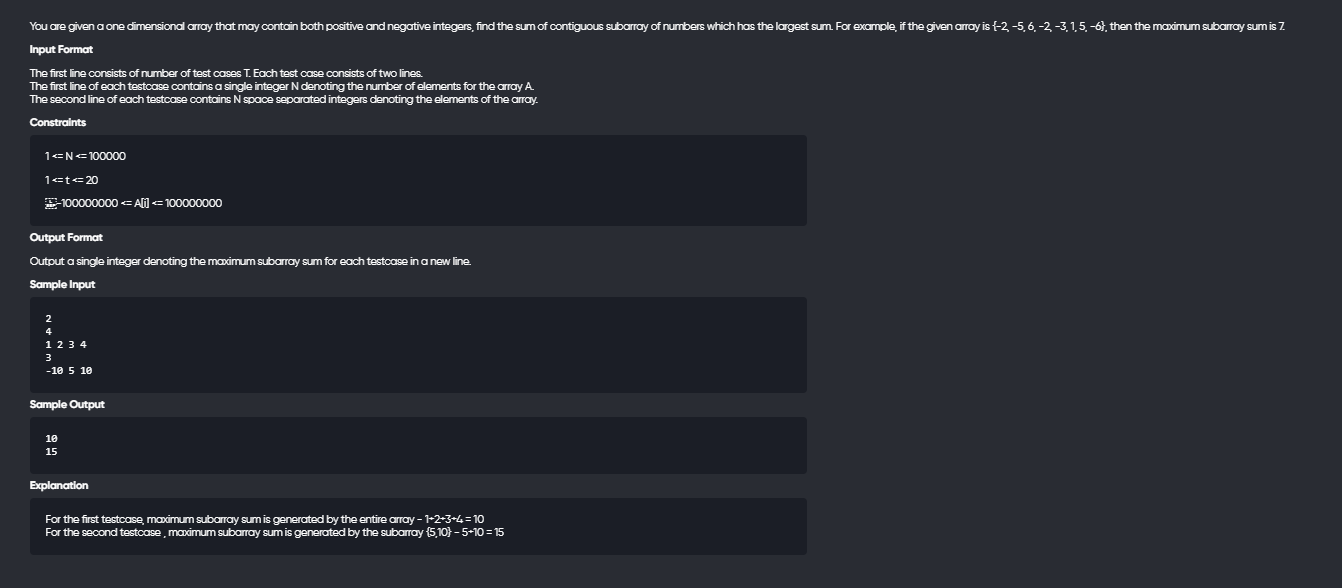 You are given a one dimensional array that may contain both positive and negative integers, find the sum of contiguous subarray of numbers which has the largest sum. For example, if the given array is {-2, -5, 6, -2, -3, 1, 5, -6}, then the maximum subarray sum is 7.
Input Format
The first line consists of number of test cases T. Each test case consists of two lines.
The first line of each testcase contains a single integer N denoting the number of elements for the array A.
The second line of each testcase contains N space separated integers denoting the elements of the array.
Constraints
1 <= N <= 100000
1 <= t <= 20
-100000000 <= A[i] <= 100000000
Output Format
Output a single integer denoting the maximum subarray sum for each testcase in a new line.
Sample Input
2
4
1 2 3 4
3
-10 5 10
Sample Output
10
15
Explanation
For the first testcase, maximum subarray sum is generated by the entire array - 1+2+3+4 = 10
For the second testcase , maximum subarray sum is generated by the subarray {5,10} - 5+10 = 15